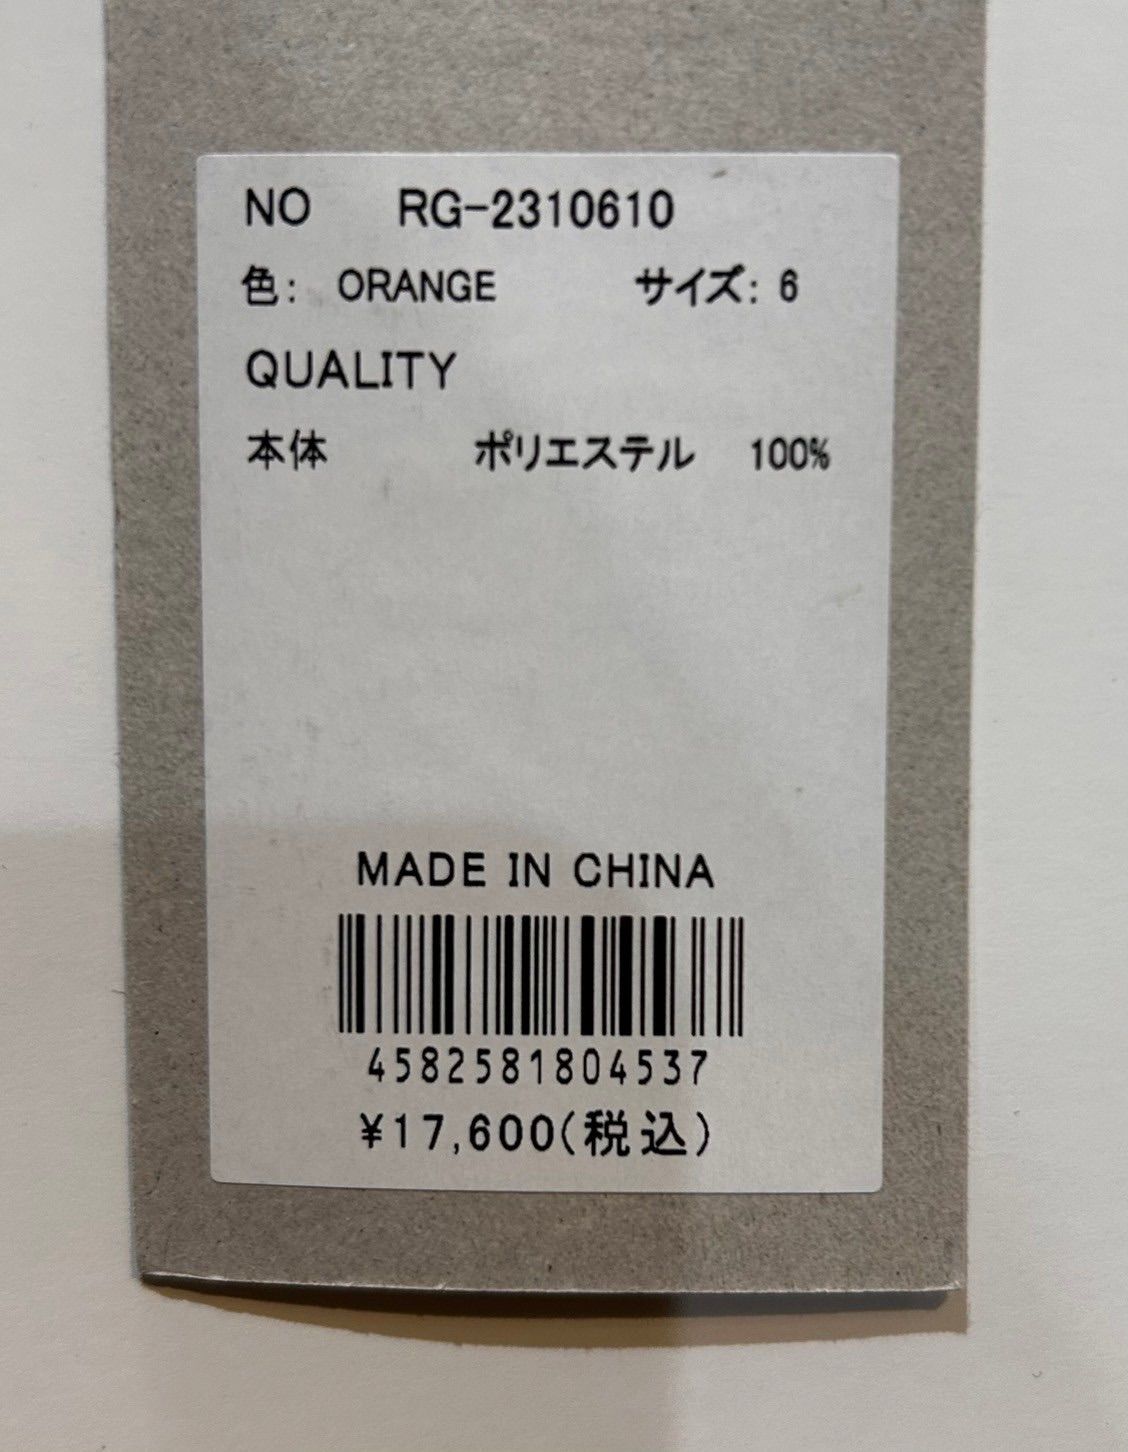 NO RG-2310610
色: ORANGE サイズ: 6
QUALITY
本体 ポリエステル 100%
MADE IN CHINA
4582581804537
¥17,600(税込)